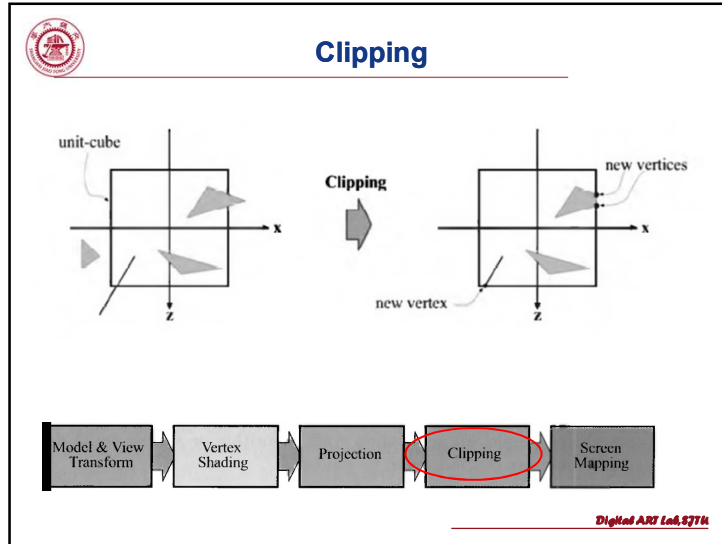 Clipping
unit-cube
x
z
Clipping
new vertices
x
new vertex
z
Model & View
Transform
Vertex
Shading
Projection
Clipping
Screen
Mapping
Digital ART Lab,SJTU